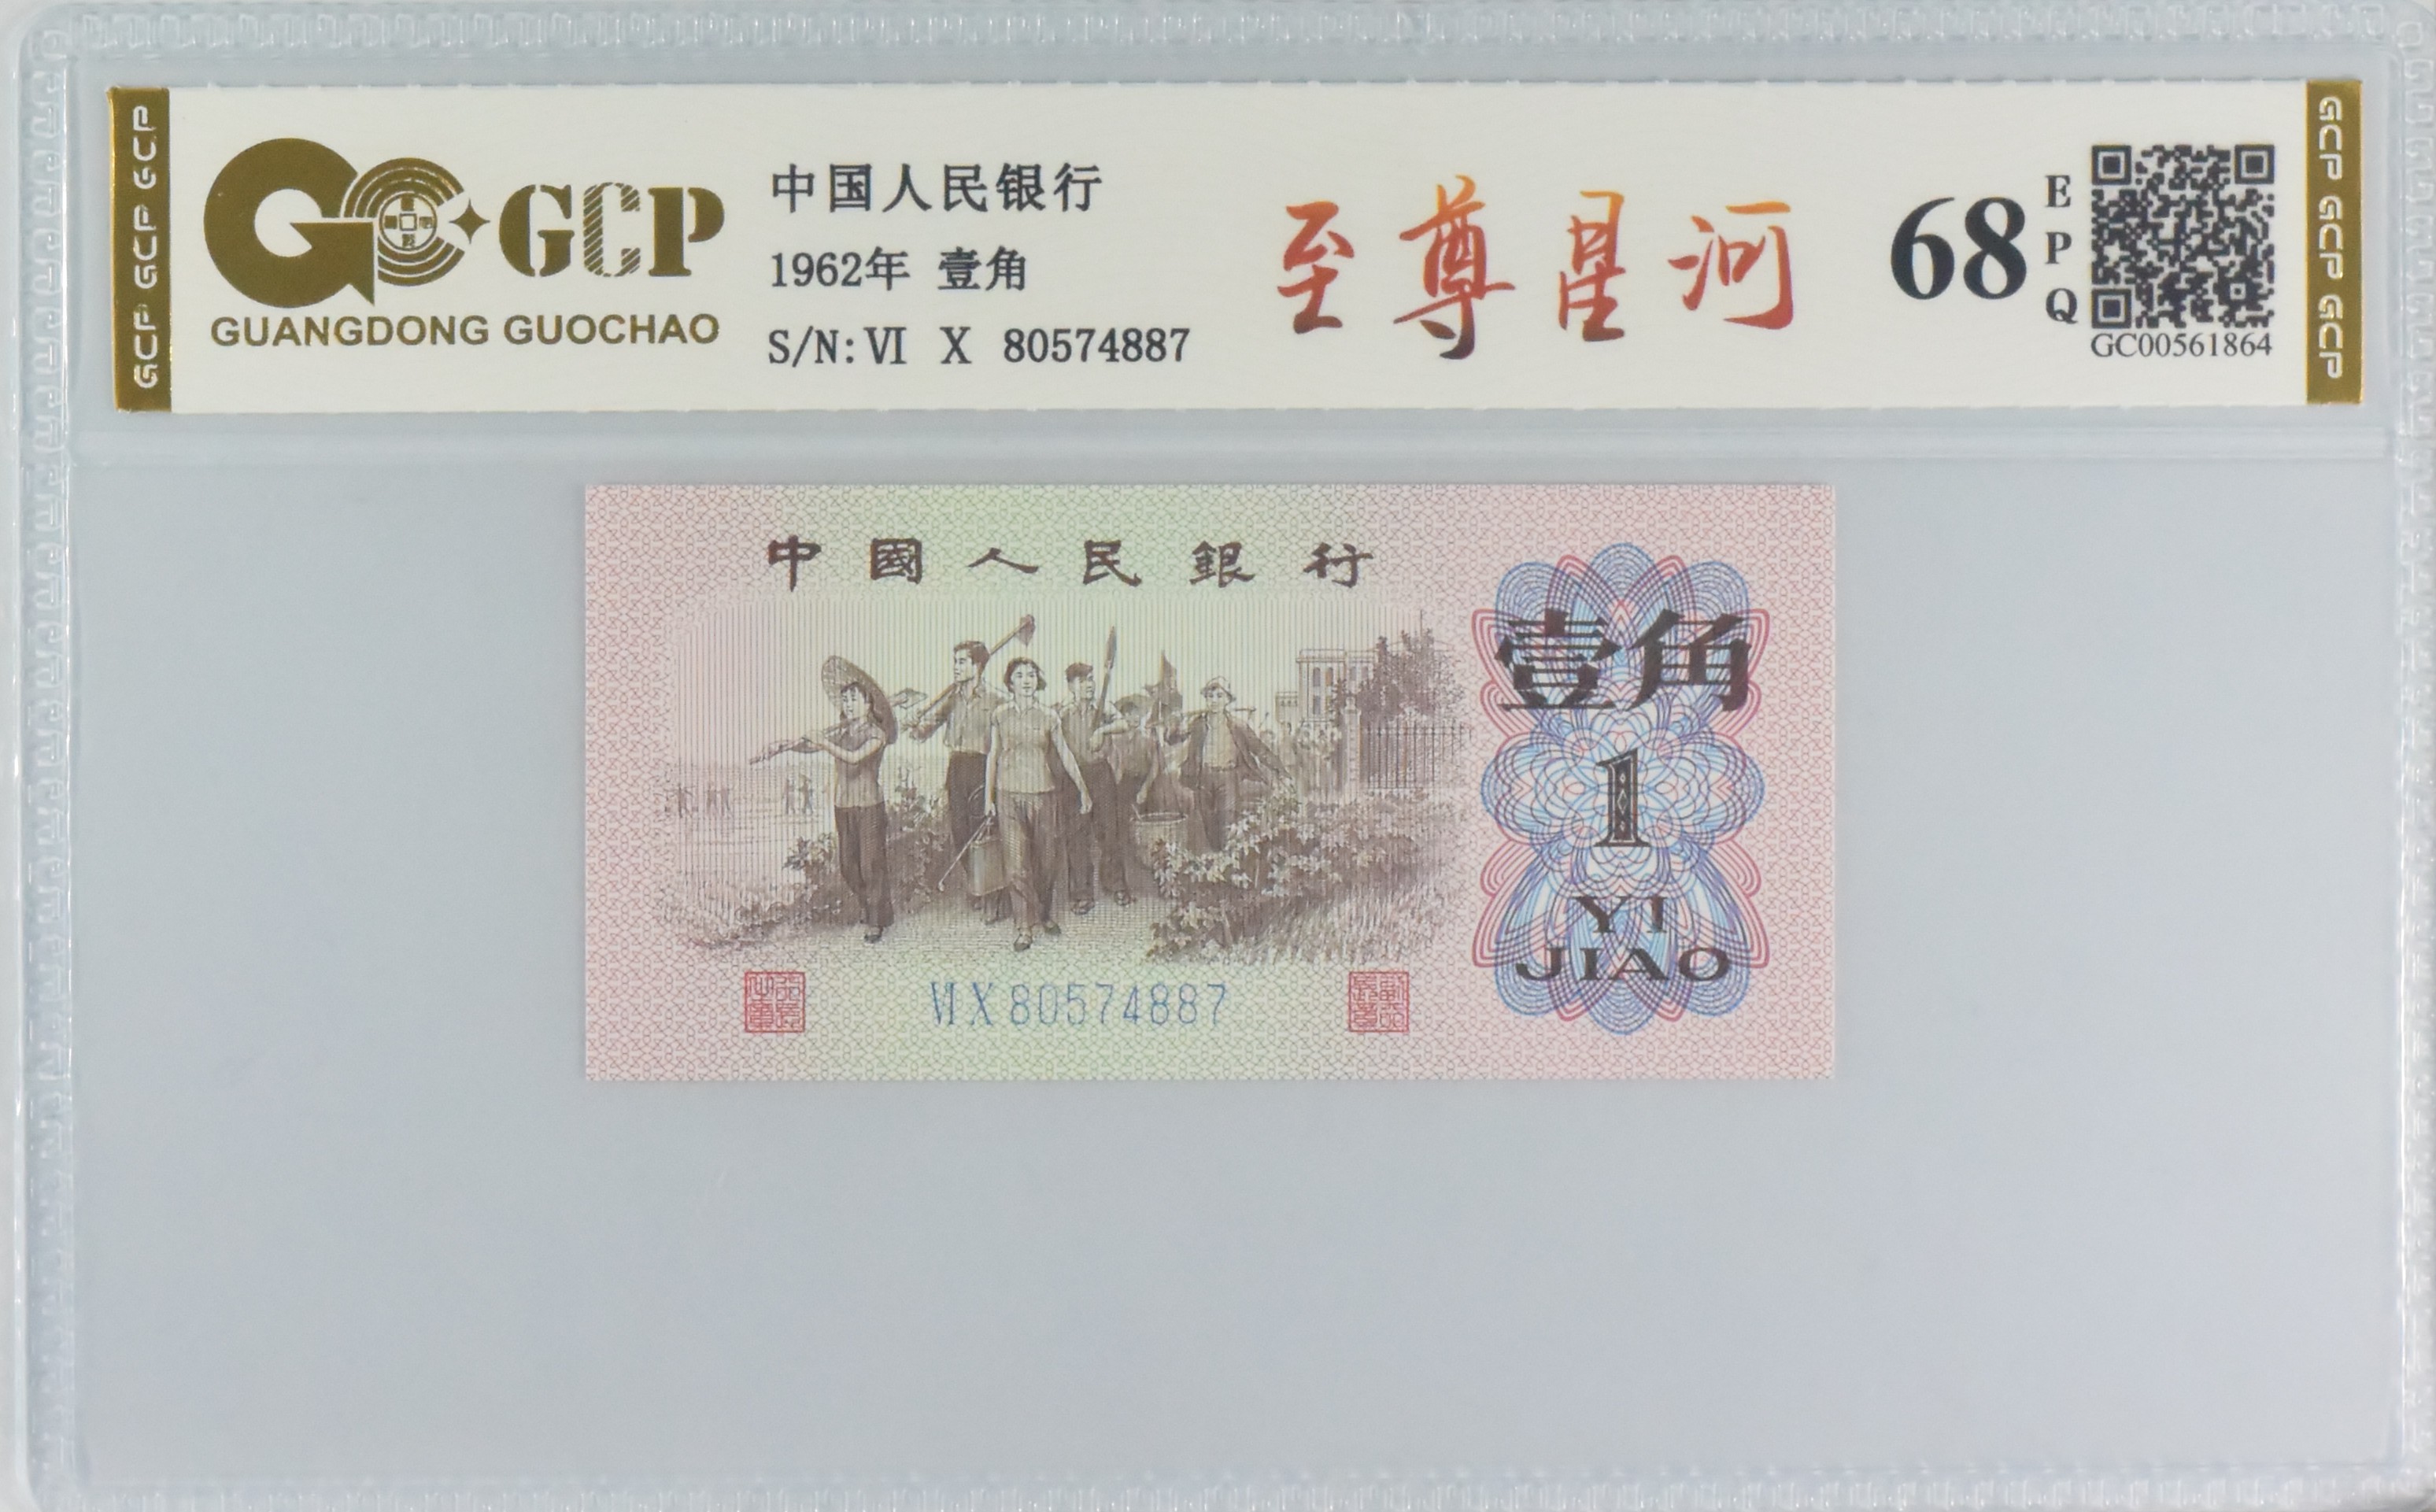 GCP GCP GCP
GCP
GUANGDONG GUOCHAO
中国人民银行
1962年 壹角
S/N: VI X 80574887
至尊星河
68
EPQ
GC00561864
GCP GCP GCP
中國人民銀行
壹角
1
YI
JIAO
VI X 80574887